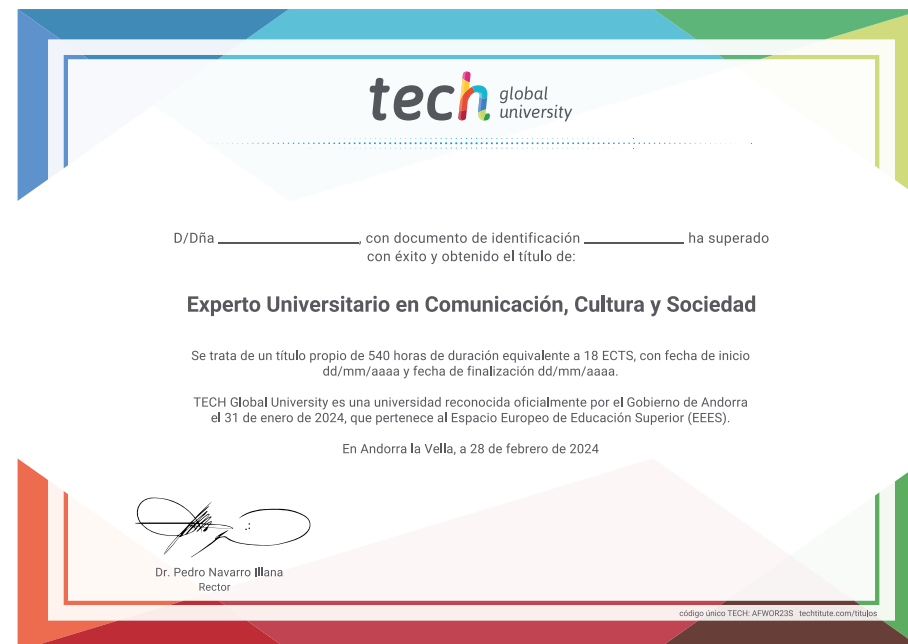 tech global university
D/Dña ____________________, con documento de identificación ______________ ha superado
con éxito y obtenido el título de:
Experto Universitario en Comunicación, Cultura y Sociedad
Se trata de un título propio de 540 horas de duración equivalente a 18 ECTS, con fecha de inicio
dd/mm/aaaa y fecha de finalización dd/mm/aaaa.
TECH Global University es una universidad reconocida oficialmente por el Gobierno de Andorra
el 31 de enero de 2024, que pertenece al Espacio Europeo de Educación Superior (EEES).
En Andorra la Vella, a 28 de febrero de 2024
Dr. Pedro Navarro Illana
Rector
código único TECH: AFWOR23S techtitute.com/titulos